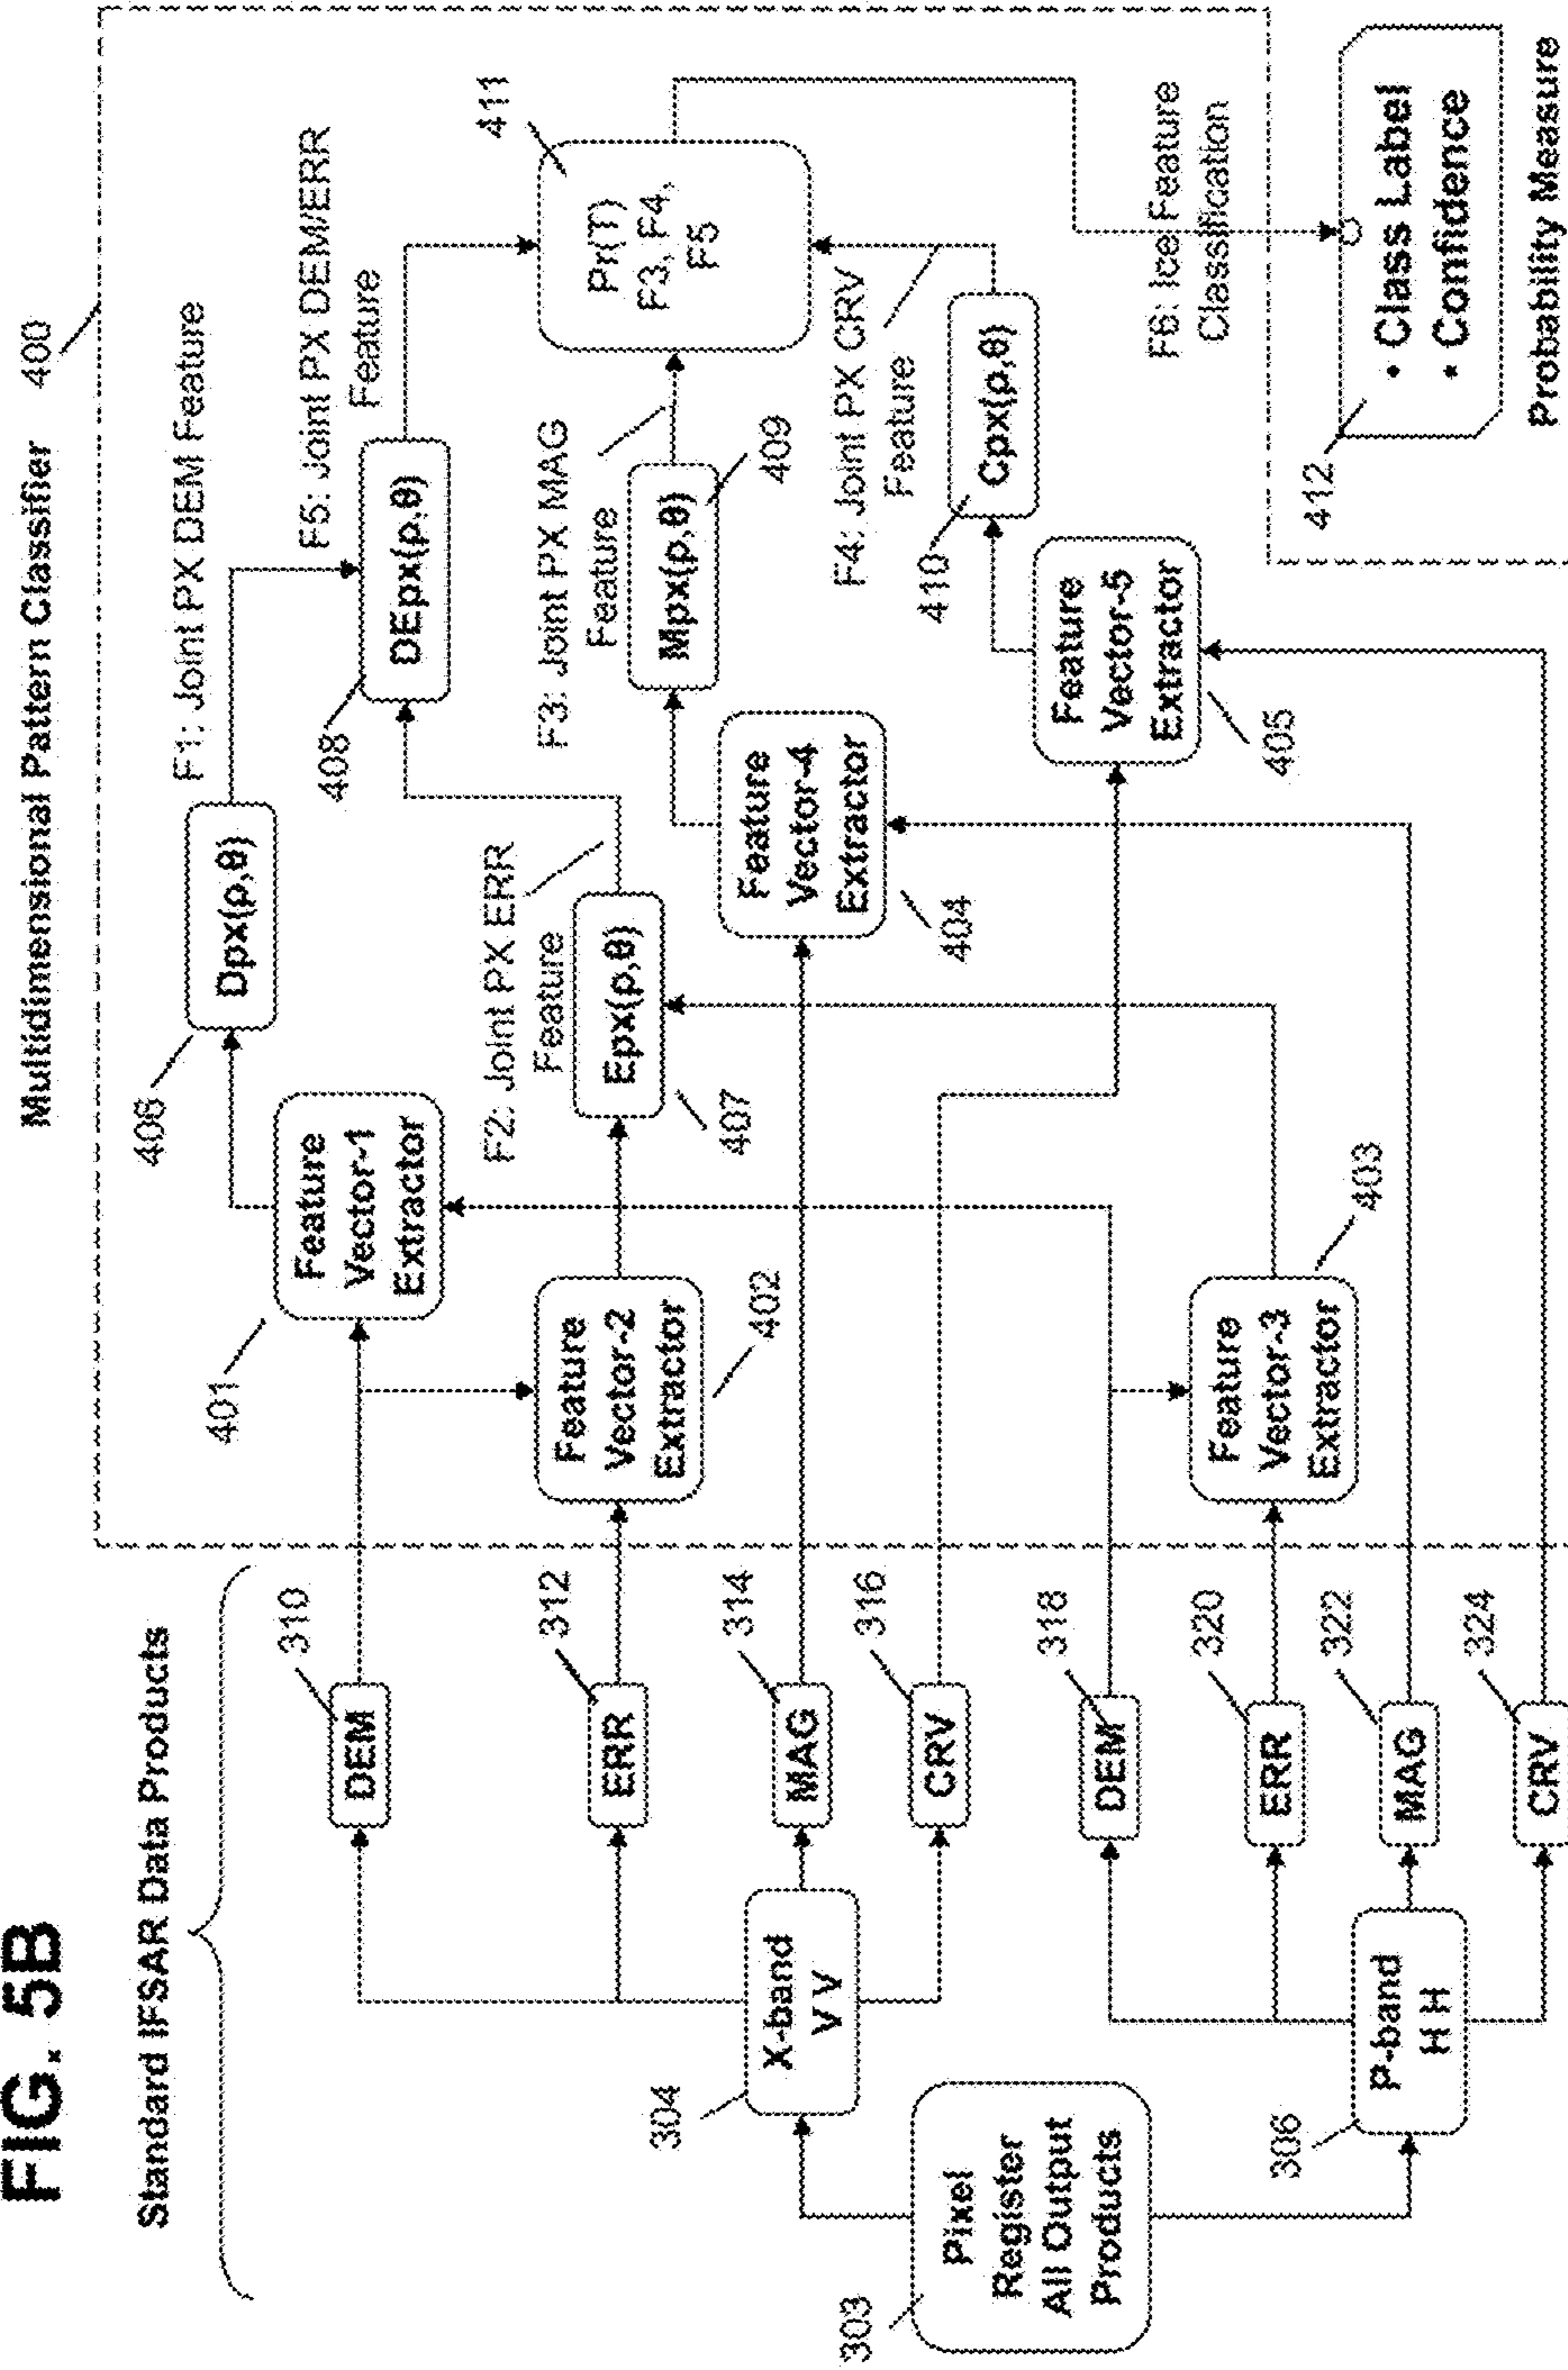 FIG. 5B
Standard IFSAR Data Products
Multidimensional Pattern Classifier
400
303
Pixel
Register
All Output
Products
304
X-band
V V
306
P-band
H H
310
DEM
312
ERR
314
MAG
316
CRV
318
DEM
320
ERR
322
MAG
324
CRV
401
Feature
Vector-1
Extractor
402
Feature
Vector-2
Extractor
403
Feature
Vector-3
Extractor
404
Feature
Vector-4
Extractor
405
Feature
Vector-5
Extractor
406
Dpx(ρ,θ)
F1: Joint PX DEM Feature
407
Epx(ρ,θ)
F2: Joint PX ERR
Feature
408
DEpx(ρ,θ)
F5: Joint PX DEM/ERR
Feature
409
Mpx(ρ,θ)
F3: Joint PX MAG
Feature
410
Cpx(ρ,θ)
F4: Joint PX CRV
Feature
411
Pr(T)
F3, F4,
F5
F6: Ice Feature
Classification
412
• Class Label
• Confidence
Probability Measure